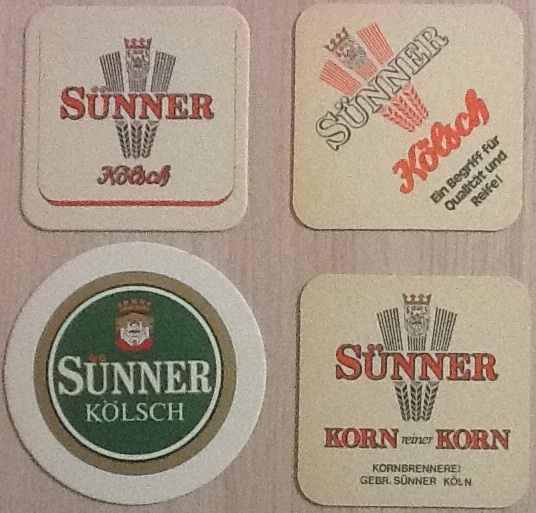 SÜNNER
Kölsch
SÜNNER
Kölsch
Ein Begriff für
Qualität und
Reife!
SÜNNER
KÖLSCH
SÜNNER
KORN reiner KORN
KORNBRENNEREI
GEBR. SÜNNER KÖLN